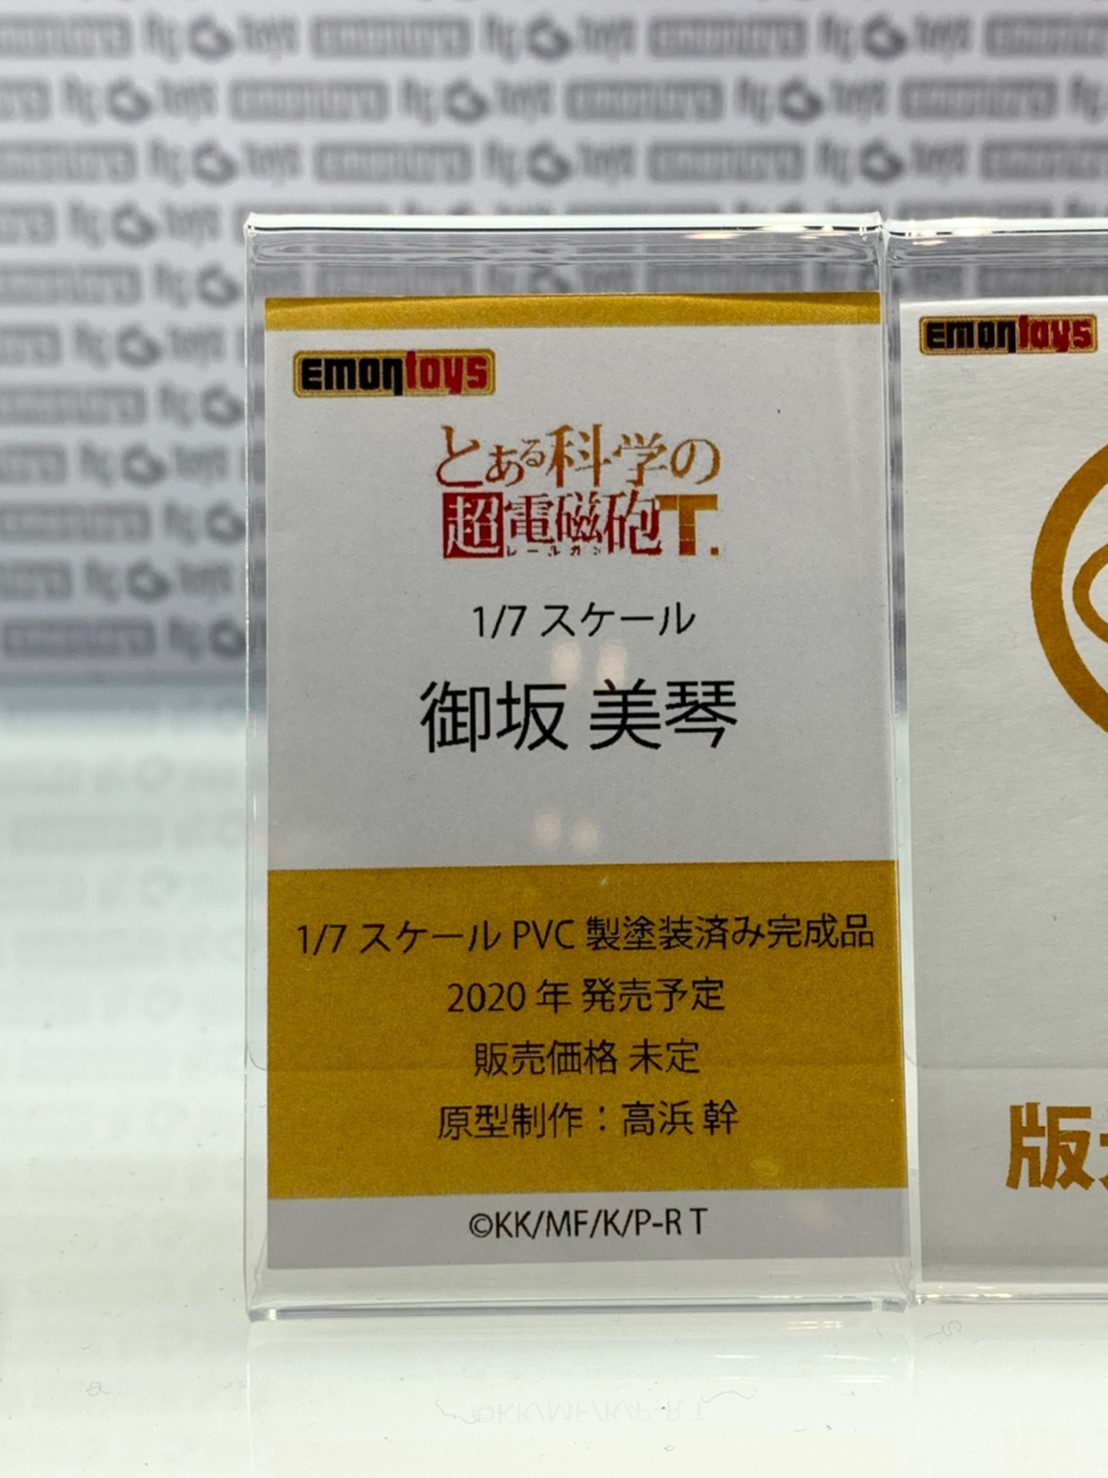 emontoys
とある科学の
超電磁砲T.
レールガン
1/7 スケール
御坂 美琴
1/7 スケール PVC 製塗装済み完成品
2020 年 発売予定
販売価格 未定
原型制作：高浜 幹
©KK/MF/K/P-R T
emontoys
版